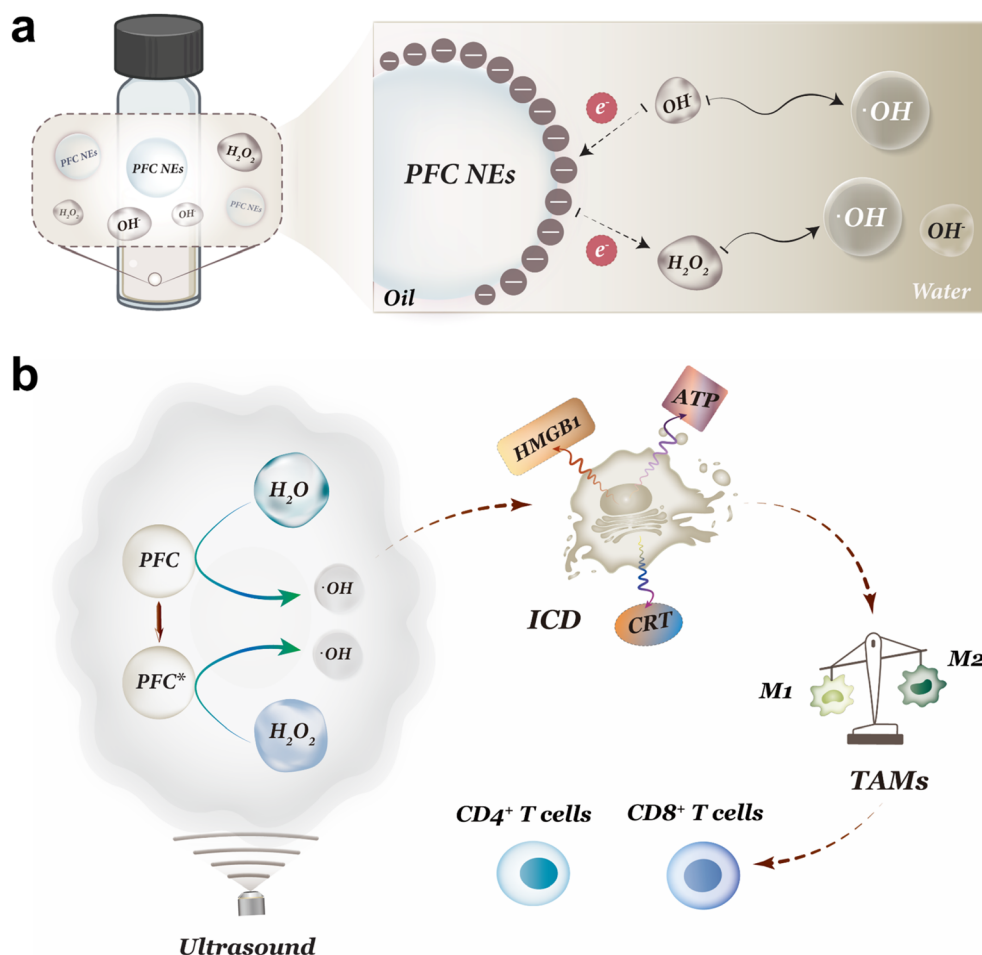 a
PFC NEs
PFC NEs
H₂O₂
H₂O₂
OH⁻
OH⁻
PFC NEs
PFC NEs
Oil
e⁻
OH⁻
·OH
e⁻
H₂O₂
·OH
OH⁻
Water
b
H₂O
PFC
·OH
·OH
PFC*
H₂O₂
Ultrasound
HMGB1
ATP
ICD
CRT
M1
M2
TAMs
CD4⁺ T cells
CD8⁺ T cells